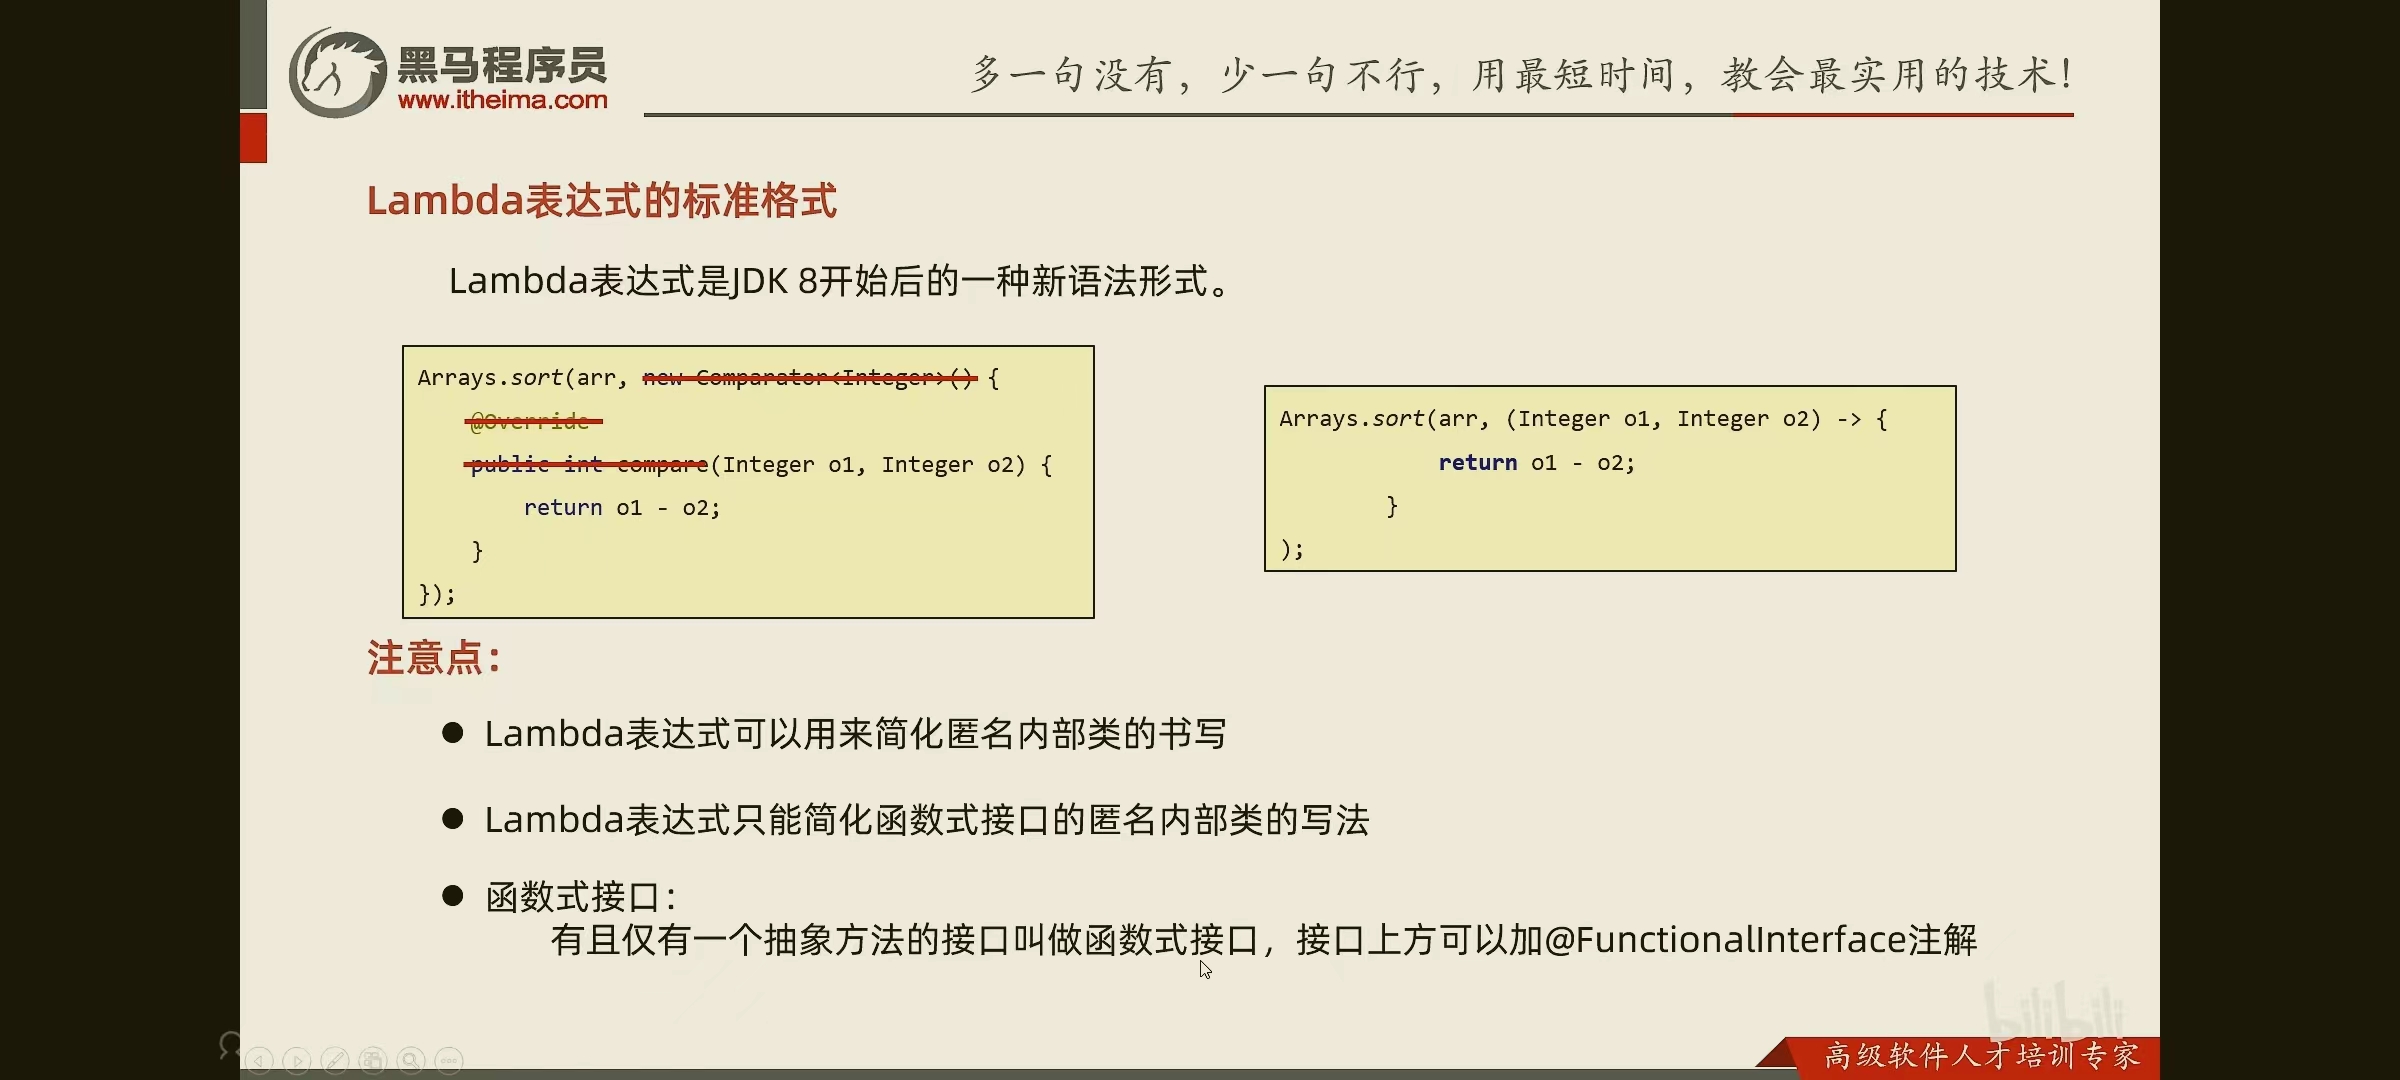 黑马程序员
www.itheima.com
多一句没有，少一句不行，用最短时间，教会最实用的技术！
Lambda表达式的标准格式
Lambda表达式是JDK 8开始后的一种新语法形式。
Arrays.sort(arr, new Comparator<Integer>() {
@Override
public int compare(Integer o1, Integer o2) {
return o1 - o2;
}
});
Arrays.sort(arr, (Integer o1, Integer o2) -> {
return o1 - o2;
}
);
注意点：
● Lambda表达式可以用来简化匿名内部类的书写
● Lambda表达式只能简化函数式接口的匿名内部类的写法
● 函数式接口：
有且仅有一个抽象方法的接口叫做函数式接口，接口上方可以加@FunctionalInterface注解
bilibili
高级软件人才培训专家